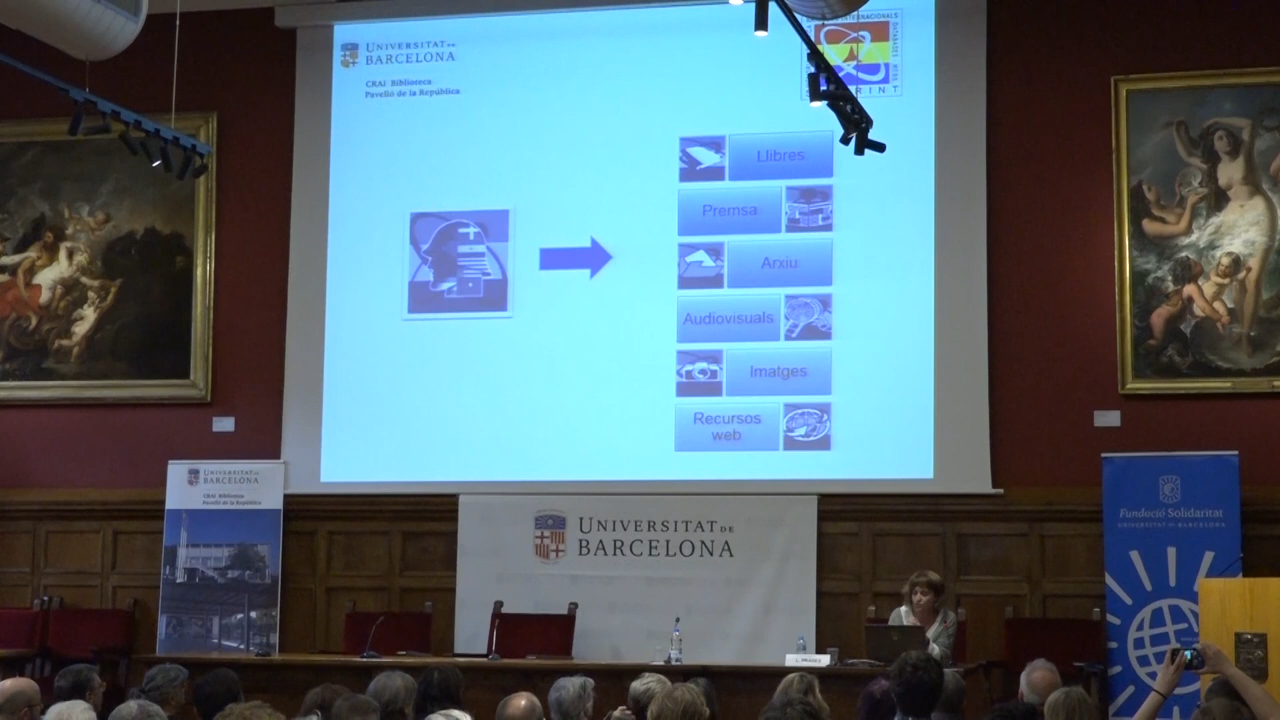 UNIVERSITAT DE
BARCELONA
CRAI Biblioteca
Pavelló de la República
INTERNACIONALS
Llibres
Premsa
Arxiu
Audiovisuals
Imatges
Recursos
web
UNIVERSITAT DE
BARCELONA
CRAI Biblioteca
Pavelló de la República
UNIVERSITAT DE
BARCELONA
Fundació Solidaritat
UNIVERSITAT DE BARCELONA